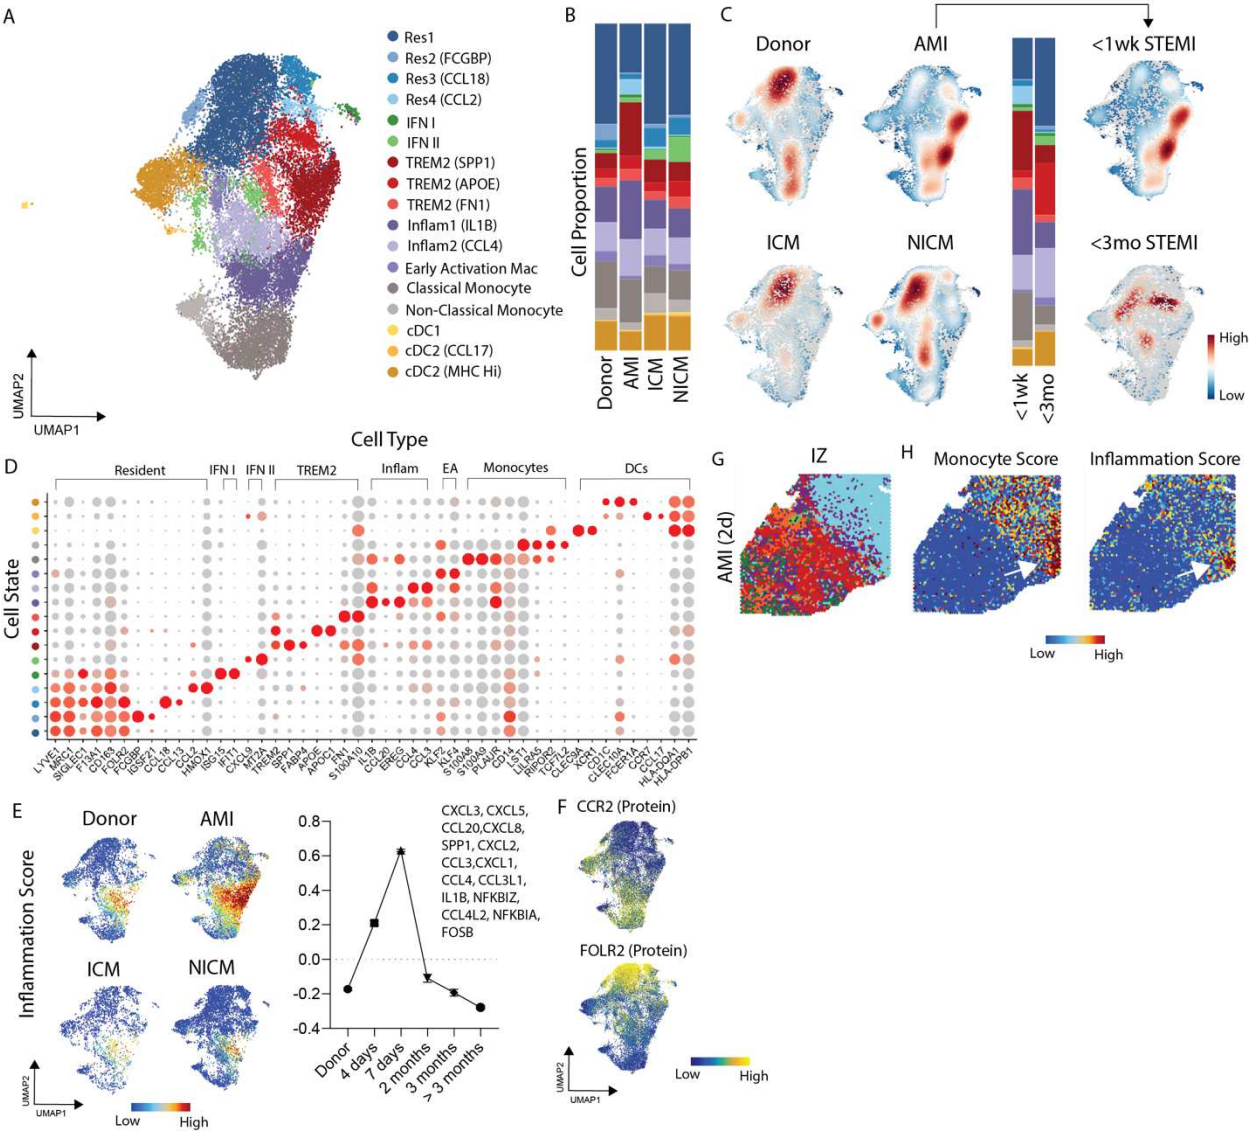 A
Res1
Res2 (FCGBP)
Res3 (CCL18)
Res4 (CCL2)
IFN I
IFN II
TREM2 (SPP1)
TREM2 (APOE)
TREM2 (FN1)
Inflam1 (IL1B)
Inflam2 (CCL4)
Early Activation Mac
Classical Monocyte
Non-Classical Monocyte
cDC1
cDC2 (CCL17)
cDC2 (MHC Hi)
UMAP2
UMAP1
B
Cell Proportion
Donor
AMI
ICM
NICM
C
Donor
AMI
<1wk STEMI
ICM
NICM
<3mo STEMI
<1wk
<3mo
High
Low
D
Cell Type
Resident
IFN I
IFN II
TREM2
Inflam
EA
Monocytes
DCs
Cell State
LYVE1
MRC1
SIGLEC1
F13A1
CD163
FOLR2
FCGBP
IGSF21
CCL18
CCL13
CCL2
HMOX1
ISG15
IFIT1
CXCL9
MT2A
TREM2
SPP1
FABP4
APOE
APOC1
FN1
S100A10
IL1B
CCL20
EREG
CCL4
CCL3
KLF2
KLF4
S100A8
S100A9
PLAUR
CD14
LST1
LILRA5
RIPOR2
TCF7L2
CLEC9A
XCR1
CD1C
CLEC10A
FCER1A
CCR7
CCL17
HLA-DQA1
HLA-DPB1
E
Inflammation Score
Donor
AMI
ICM
NICM
UMAP2
UMAP1
Low
High
0.8
0.6
0.4
0.2
0.0
-0.2
-0.4
Donor
4 days
7 days
2 months
3 months
> 3 months
CXCL3, CXCL5,
CCL20,CXCL8,
SPP1, CXCL2,
CCL3,CXCL1,
CCL4, CCL3L1,
IL1B, NFKBIZ,
CCL4L2, NFKBIA,
FOSB
F
CCR2 (Protein)
FOLR2 (Protein)
UMAP2
UMAP1
Low
High
G
IZ
AMI (2d)
H
Monocyte Score
Inflammation Score
Low
High